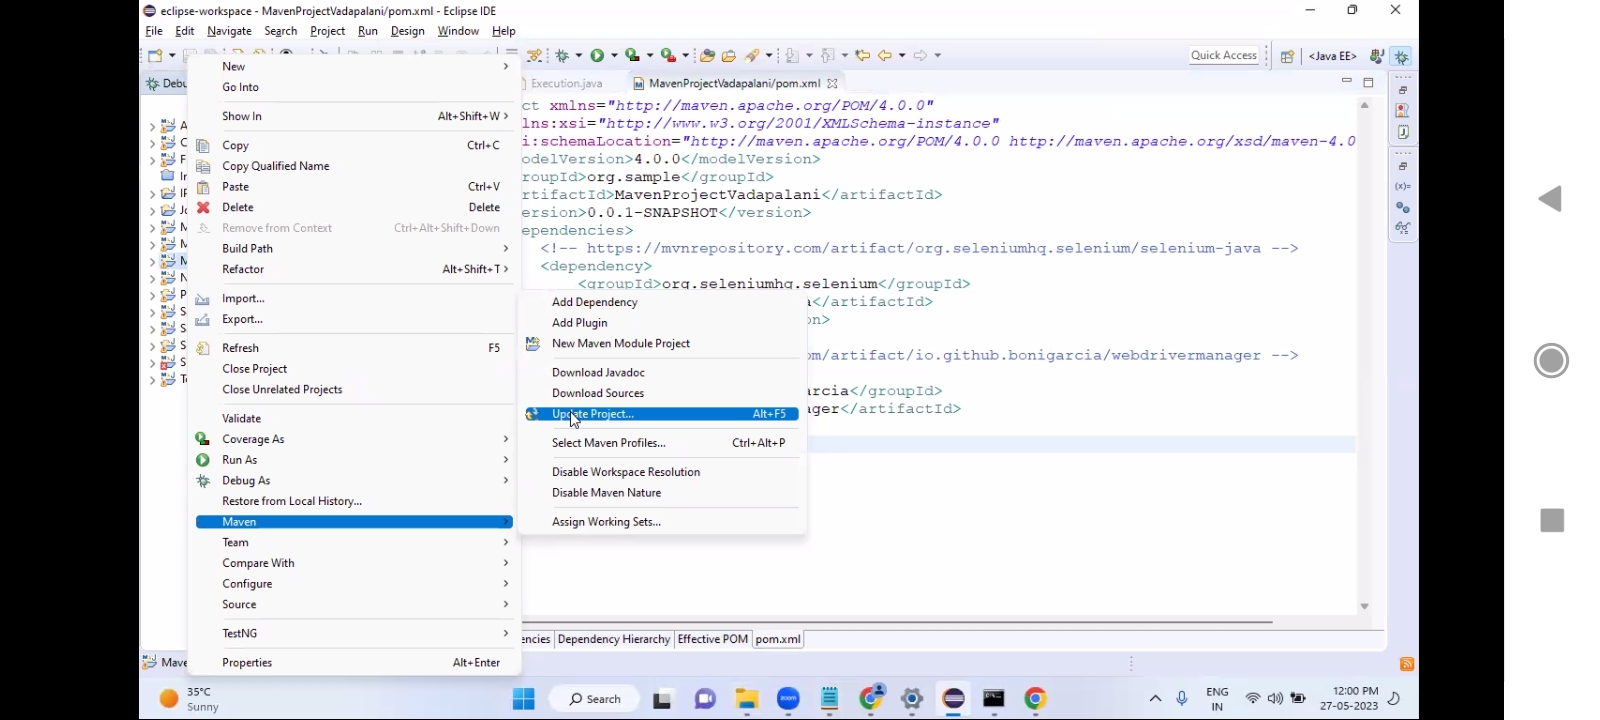 eclipse-workspace - MavenProjectVadapalani/pom.xml - Eclipse IDE
File Edit Navigate Search Project Run Design Window Help
Quick Access <Java EE>
Debu
New
Go Into
Show In Alt+Shift+W
Copy Ctrl+C
Copy Qualified Name
Paste Ctrl+V
Delete Delete
Remove from Context Ctrl+Alt+Shift+Down
Build Path
Refactor Alt+Shift+T
Import...
Export...
Refresh F5
Close Project
Close Unrelated Projects
Validate
Coverage As
Run As
Debug As
Restore from Local History...
Maven
Team
Compare With
Configure
Source
TestNG
Properties Alt+Enter
Add Dependency
Add Plugin
New Maven Module Project
Download Javadoc
Download Sources
Update Project... Alt+F5
Select Maven Profiles... Ctrl+Alt+P
Disable Workspace Resolution
Disable Maven Nature
Assign Working Sets...
Execution.java MavenProjectVadapalani/pom.xml
ct xmlns="http://maven.apache.org/POM/4.0.0"
lns:xsi="http://www.w3.org/2001/XMLSchema-instance"
i:schemaLocation="http://maven.apache.org/POM/4.0.0 http://maven.apache.org/xsd/maven-4.0
odelVersion>4.0.0</modelVersion>
roupId>org.sample</groupId>
rtifactId>MavenProjectVadapalani</artifactId>
ersion>0.0.1-SNAPSHOT</version>
ependencies>
<!-- https://mvnrepository.com/artifact/org.seleniumhq.selenium/selenium-java -->
<dependency>
<groupId>org.seleniumhq.selenium</groupId>
</artifactId>
on>
om/artifact/io.github.bonigarcia/webdrivermanager -->
rcia</groupId>
ger</artifactId>
encies Dependency Hierarchy Effective POM pom.xml
Mave
35°C
Sunny
Search
ENG
IN
12:00 PM
27-05-2023